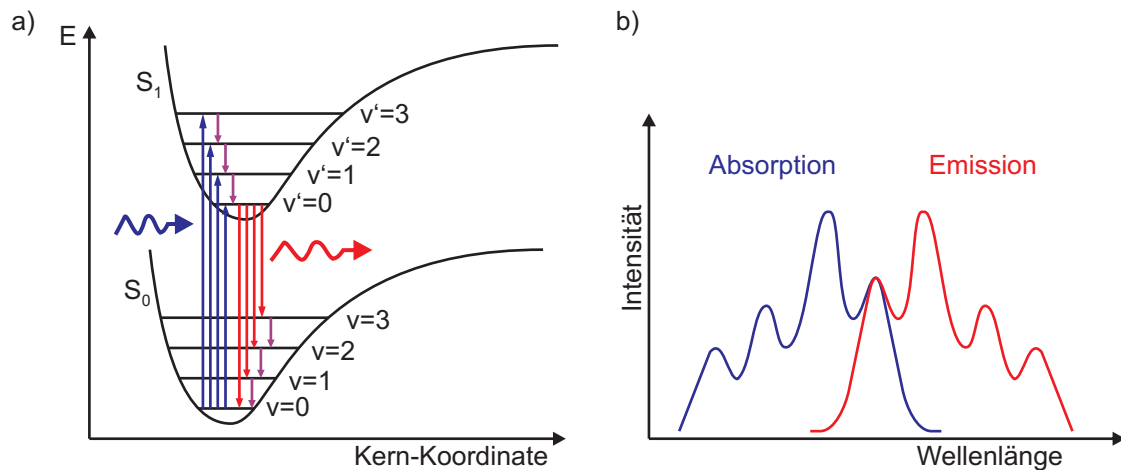 a)
E
S₁
v‘=3
v‘=2
v‘=1
v‘=0
S₀
v=3
v=2
v=1
v=0
Kern-Koordinate
b)
Absorption
Emission
Intensität
Wellenlänge